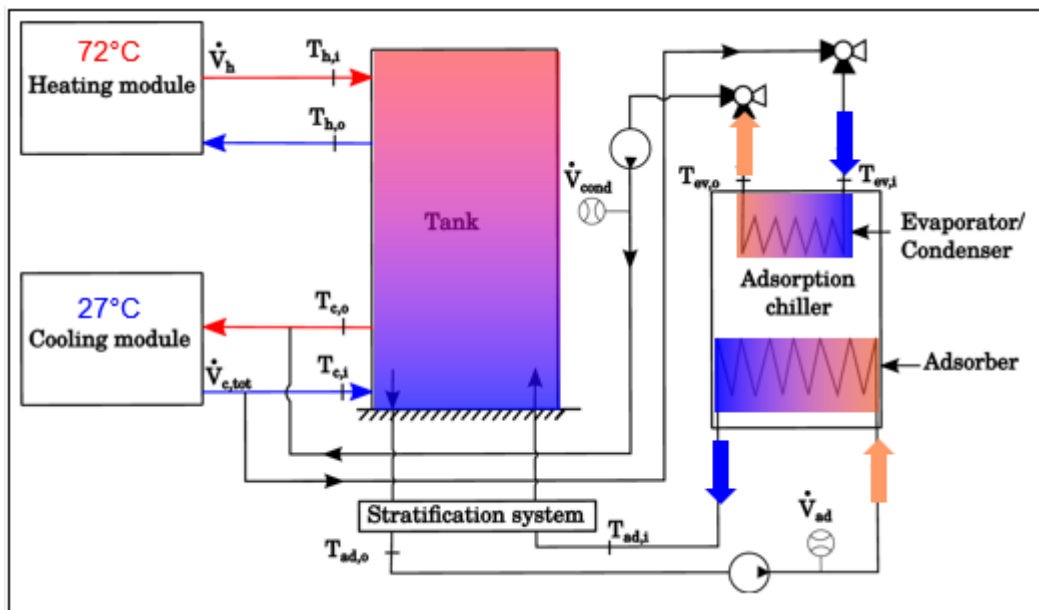 72°C
Heating module
V̇h
Th,i
Th,o
Tank
V̇cond
Tev,o
Tev,i
Evaporator/
Condenser
Adsorption
chiller
27°C
Cooling module
Tc,o
V̇c,tot
Tc,i
Adsorber
Stratification system
Tad,o
Tad,i
V̇ad